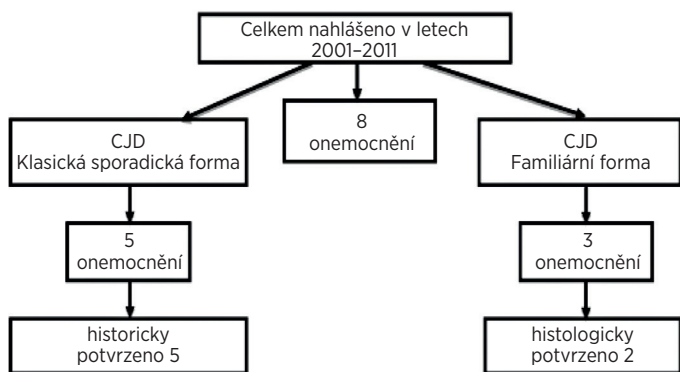 Celkem nahlášeno v letech
2001–2011
8
onemocnění
CJD
Klasická sporadická forma
CJD
Familiární forma
5
onemocnění
3
onemocnění
historicky
potvrzeno 5
histologicky
potvrzeno 2